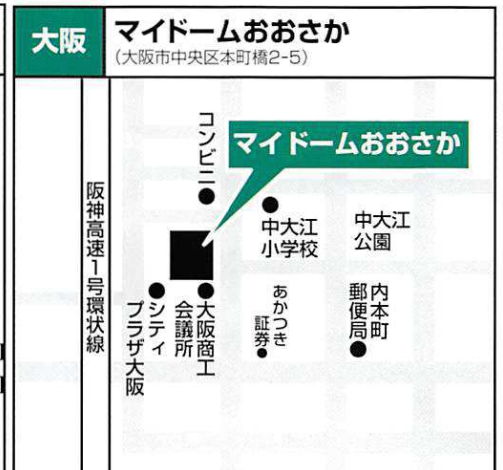 大阪
マイドームおおさか
(大阪市中央区本町橋2-5)
コンビニ
マイドームおおさか
阪神高速1号環状線
中大江
小学校
中大江
公園
大阪商工
会議所
シティ
プラザ大阪
あかつき
証券
内本町
郵便局